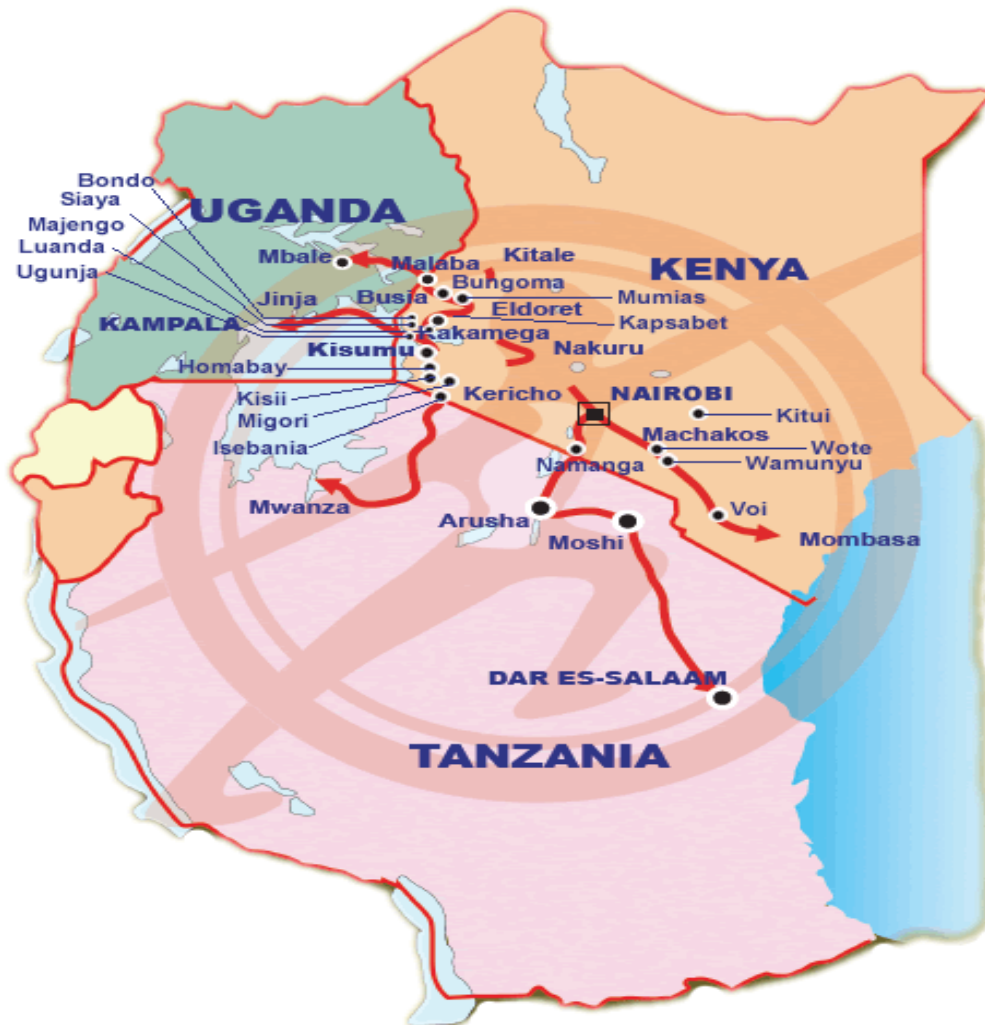 Bondo
Siaya
Majengo
Luanda
Ugunja
UGANDA
Mbale
Malaba
Kitale
KENYA
Bungoma
Mumias
Jinja
Busia
Eldoret
Kapsabet
KAMPALA
Kakamega
Kisumu
Nakuru
Homabay
Kericho
NAIROBI
Kisii
Migori
Kitui
Isebania
Machakos
Wote
Namanga
Wamunyu
Mwanza
Arusha
Voi
Moshi
Mombasa
DAR ES-SALAAM
TANZANIA